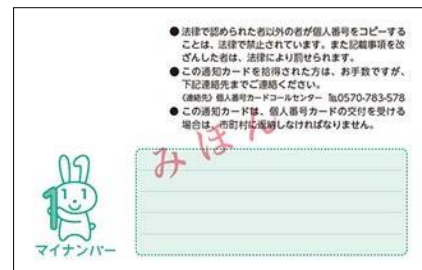 ● 法律で認められた者以外の者が個人番号をコピーする
ことは、法律で禁止されています。また記載事項を改
ざんした者は、法律により罰せられます。
● この通知カードを拾得された方は、お手数ですが、
下記連絡先までご連絡ください。
〈連絡先〉個人番号カードコールセンター ℡0570-783-578
● この通知カードは、個人番号カードの交付を受ける
場合は、市町村に返納しなければなりません。
みほん
1 1
マイナンバー